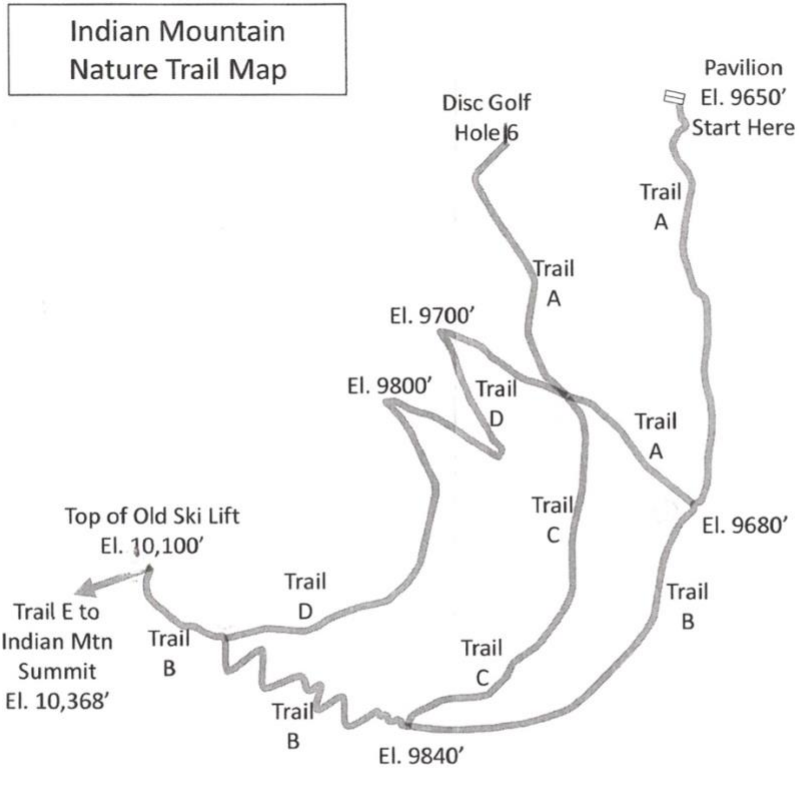 Indian Mountain
Nature Trail Map
Pavilion
El. 9650’
Start Here
Disc Golf
Hole 6
Trail
A
Trail
A
El. 9700’
El. 9800’
Trail
D
Trail
A
Trail
C
El. 9680’
Top of Old Ski Lift
El. 10,100’
Trail
D
Trail
B
Trail E to
Indian Mtn
Summit
El. 10,368’
Trail
B
Trail
C
Trail
B
El. 9840’